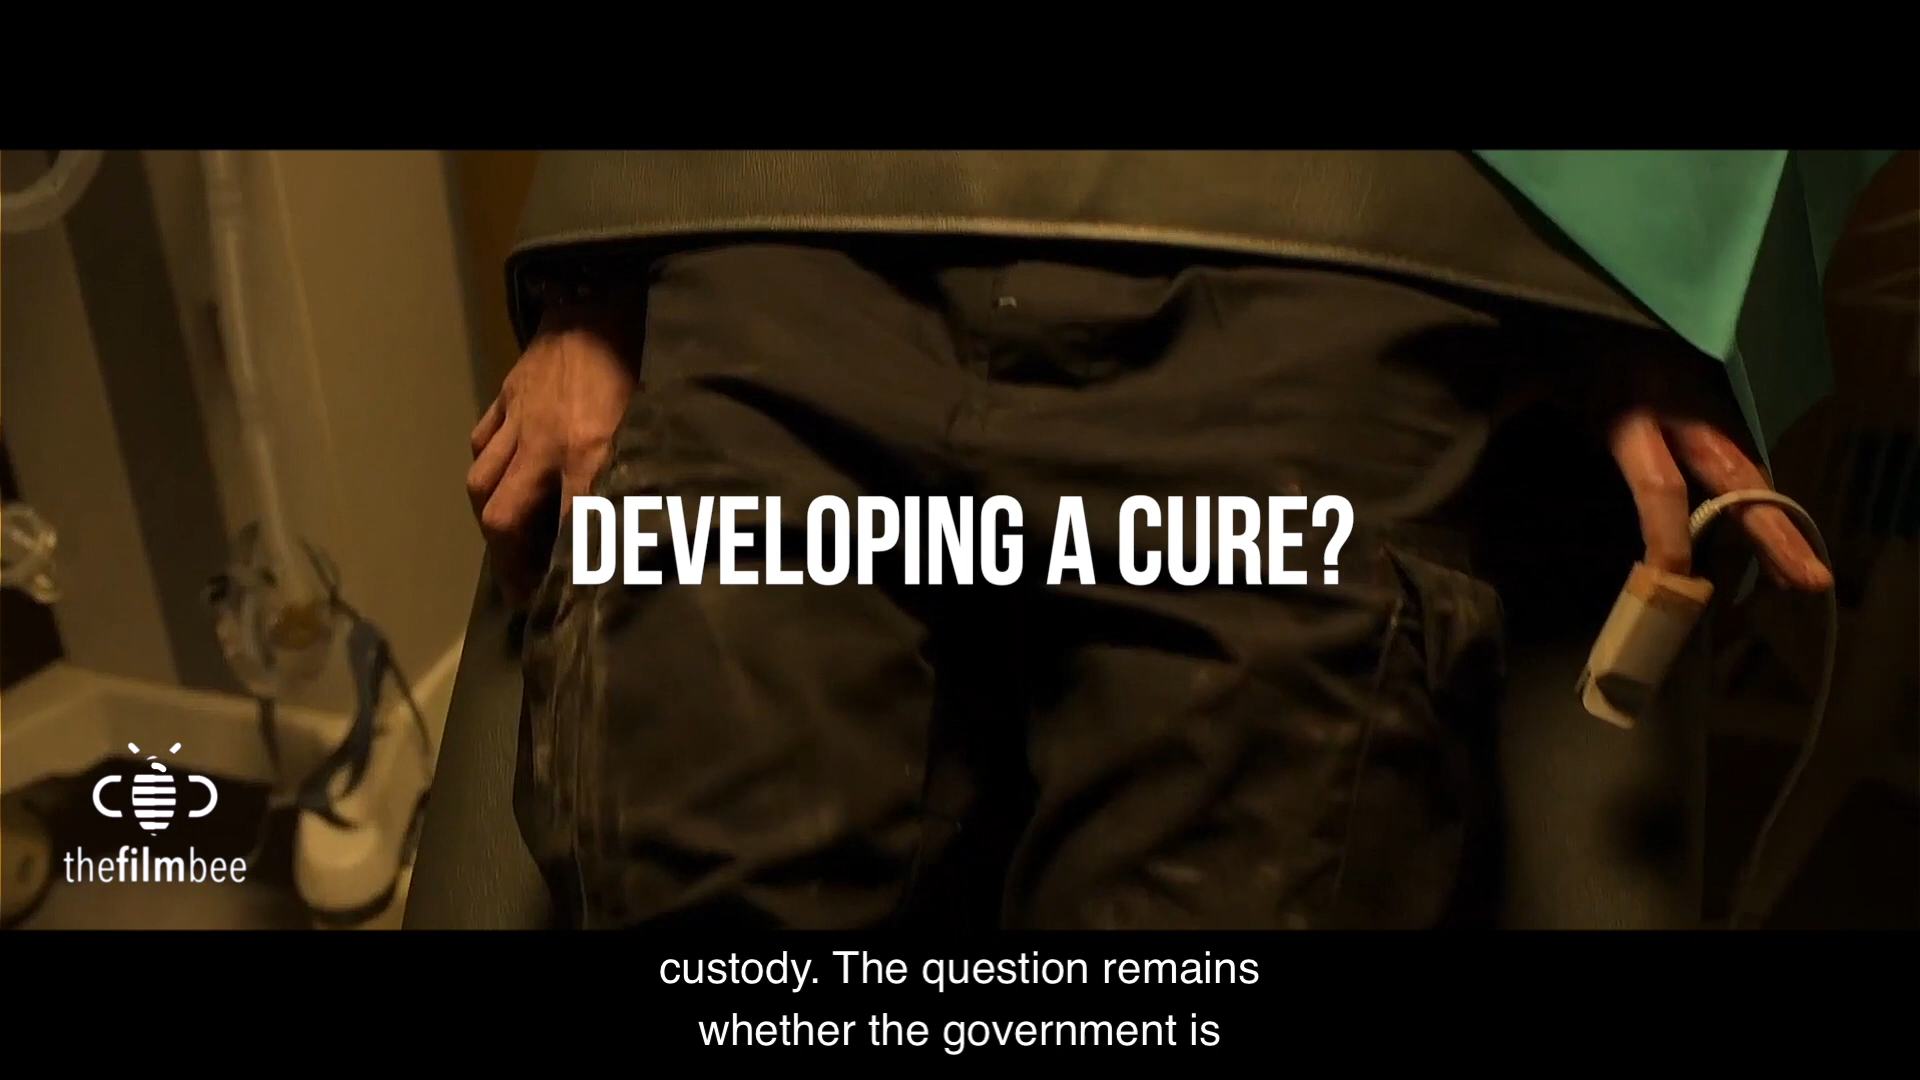 DEVELOPING A CURE?
thefilmbee
custody. The question remains
whether the government is